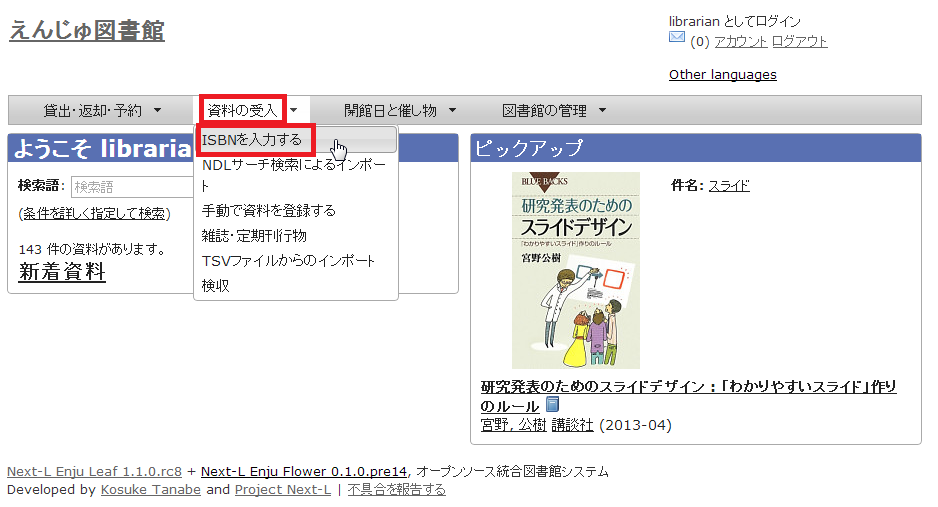 えんじゅ図書館
librarian としてログイン
(0) アカウント ログアウト
Other languages
貸出・返却・予約
資料の受入
開館日と催し物
図書館の管理
ISBNを入力する
NDLサーチ検索によるインポー
ト
手動で資料を登録する
雑誌・定期刊行物
TSVファイルからのインポート
検収
ようこそ libraria
検索語: 検索語
(条件を詳しく指定して検索)
143 件の資料があります。
新着資料
ピックアップ
BLUE BACKS
研究発表のための
スライドデザイン
「わかりやすいスライド」作りのルール
宮野公樹
件名: スライド
研究発表のためのスライドデザイン : 「わかりやすいスライド」作り
のルール
宮野, 公樹 講談社 (2013-04)
Next-L Enju Leaf 1.1.0.rc8 + Next-L Enju Flower 0.1.0.pre14, オープンソース統合図書館システム
Developed by Kosuke Tanabe and Project Next-L | 不具合を報告する